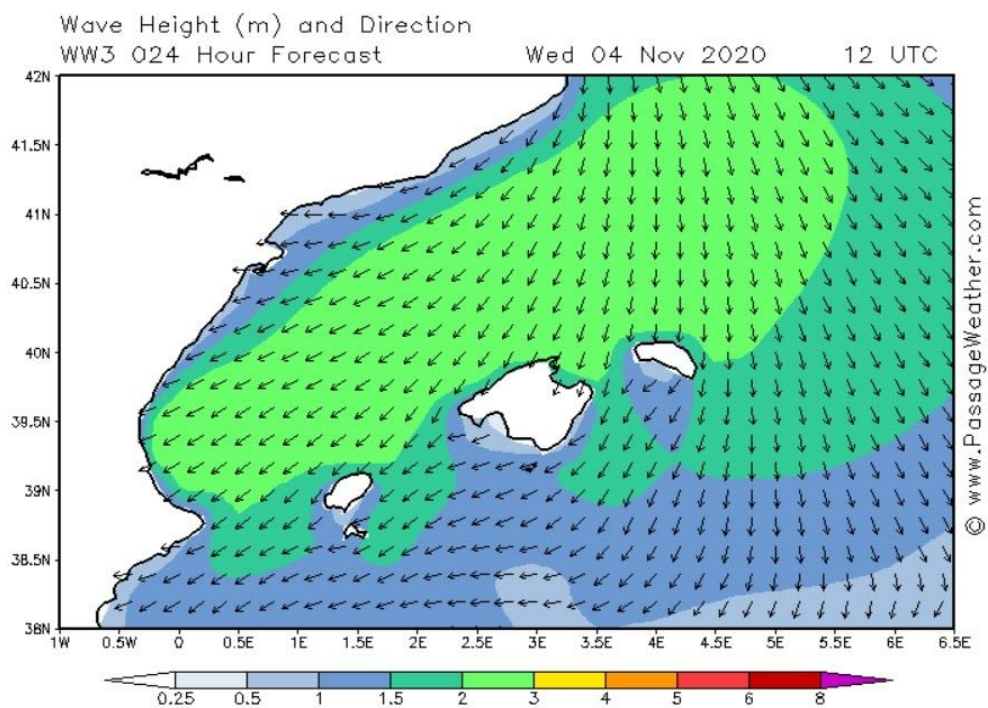 Wave Height (m) and Direction
WW3 024 Hour Forecast Wed 04 Nov 2020 12 UTC
42N
41.5N
41N
40.5N
40N
39.5N
39N
38.5N
38N
1W 0.5W 0 0.5E 1E 1.5E 2E 2.5E 3E 3.5E 4E 4.5E 5E 5.5E 6E 6.5E
0.25 0.5 1 1.5 2 3 4 5 6 8
© www.PassageWeather.com